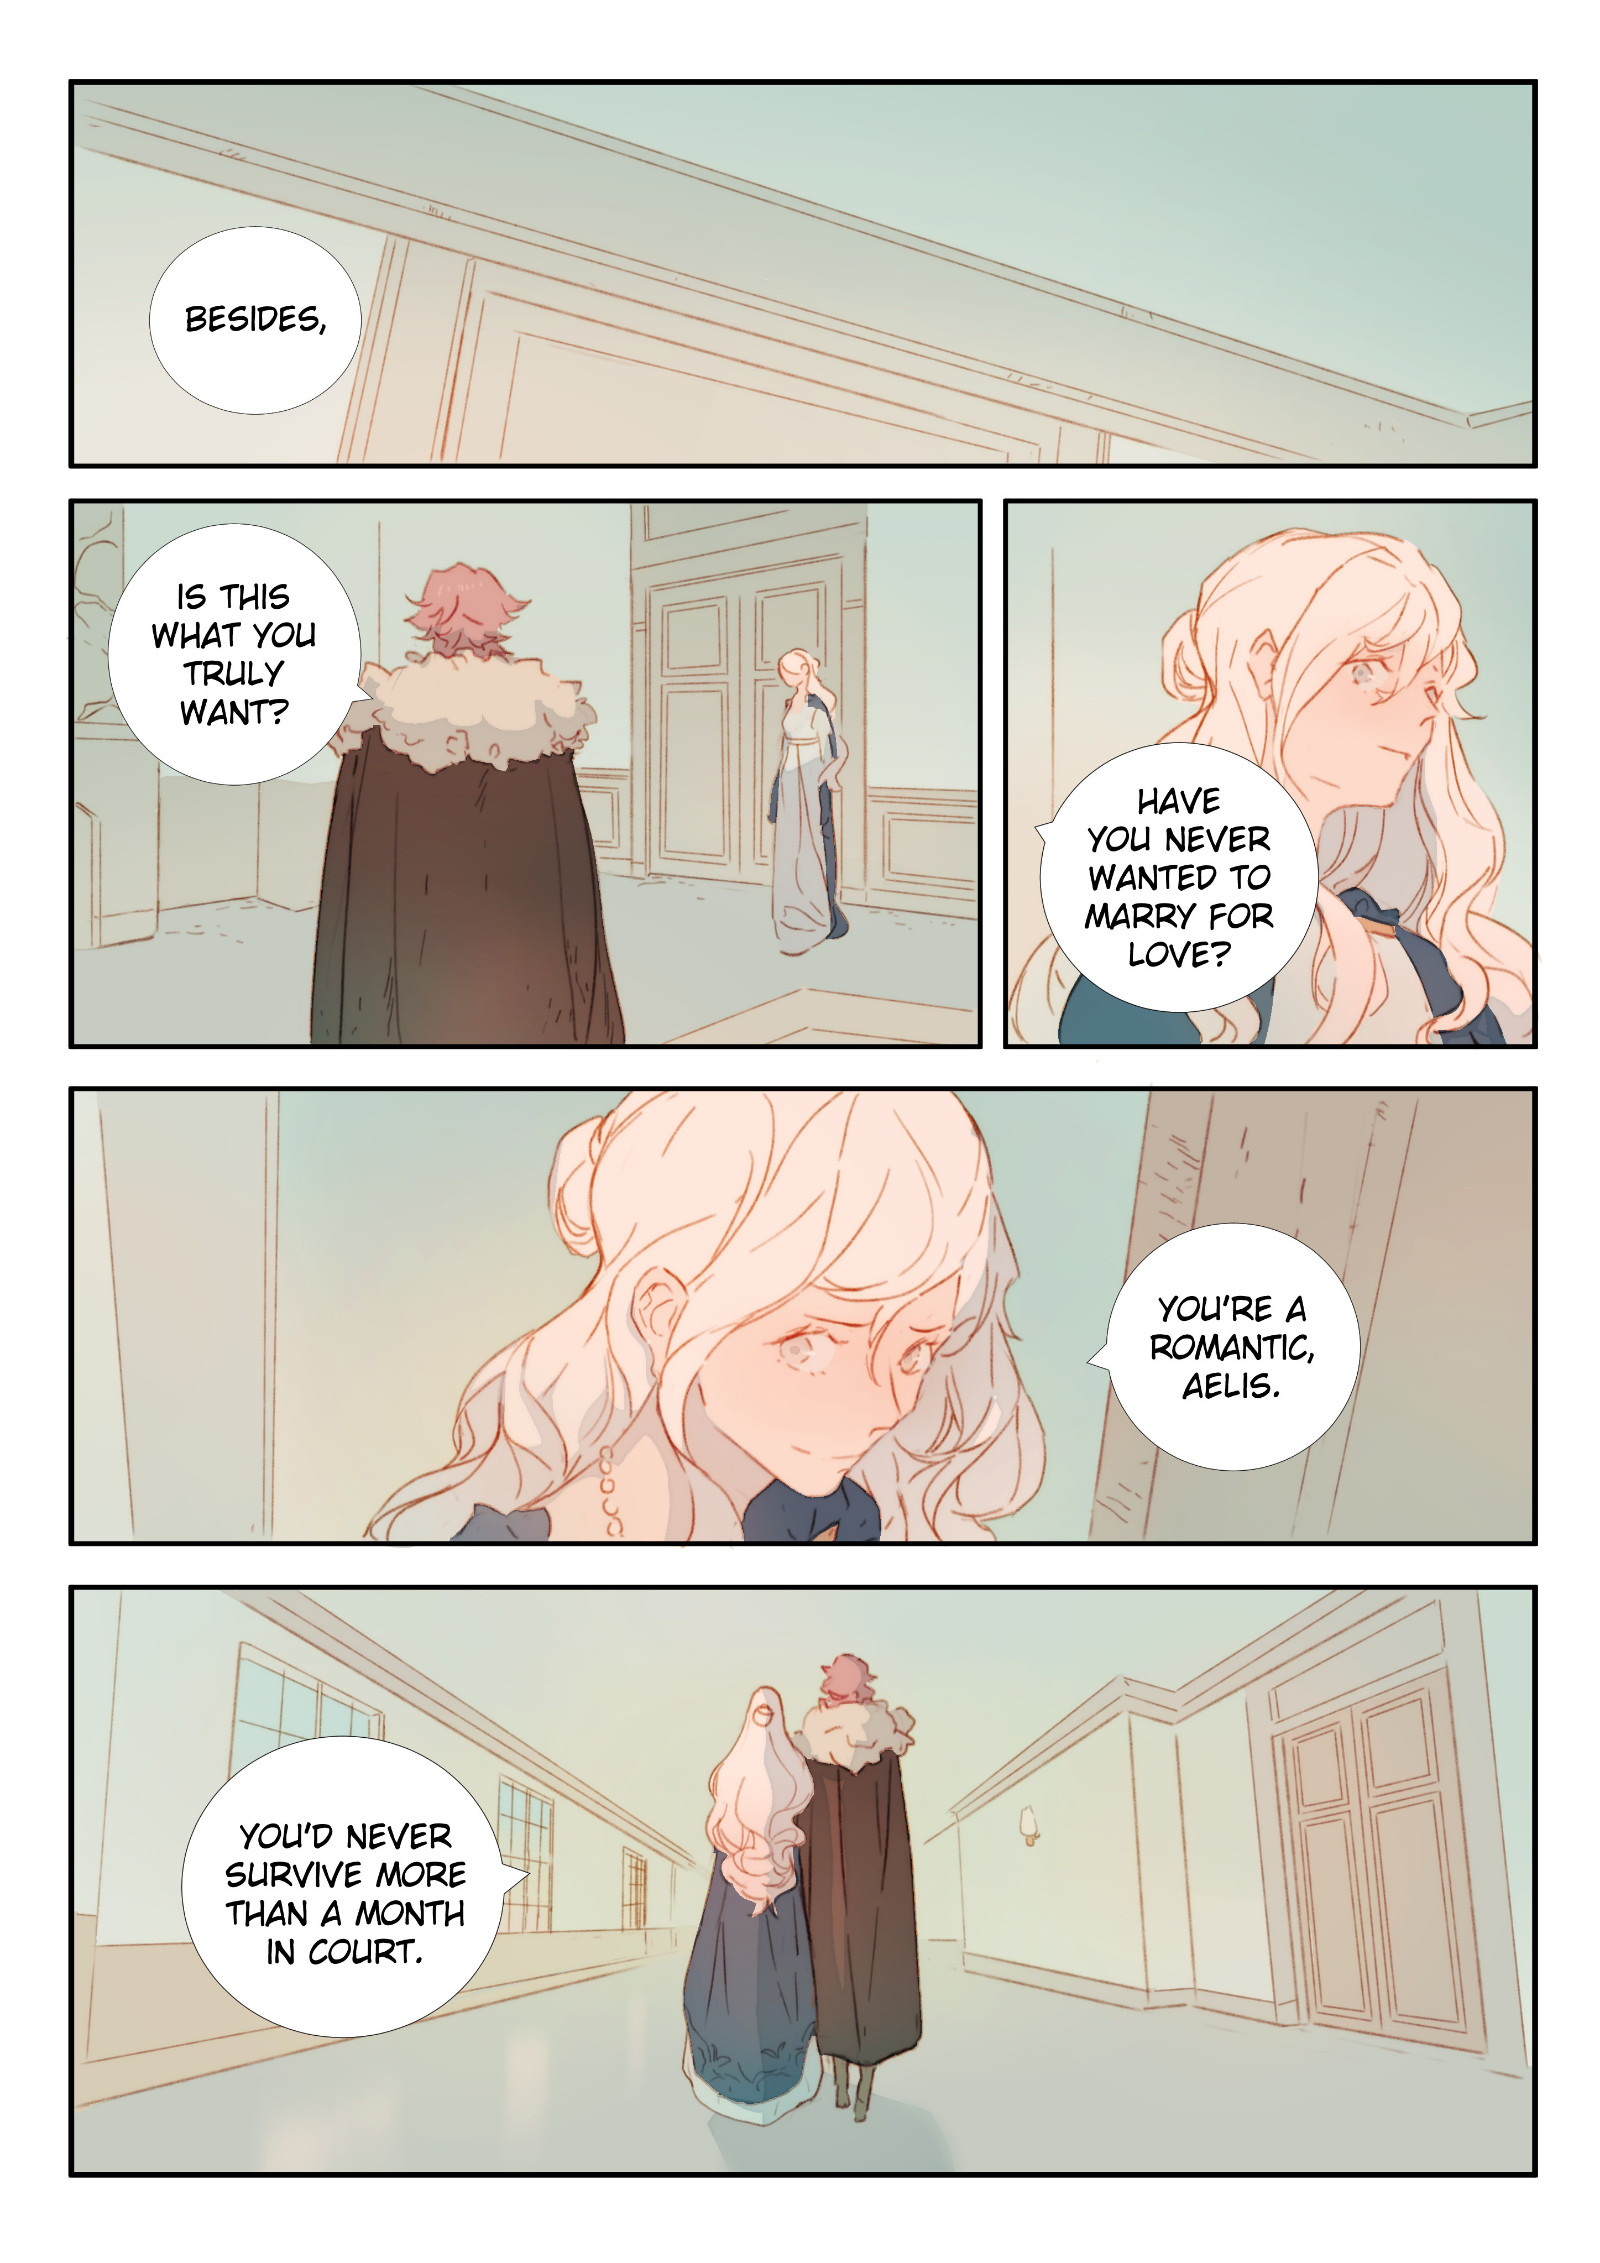 BESIDES,
IS THIS
WHAT YOU
TRULY
WANT?
HAVE
YOU NEVER
WANTED TO
MARRY FOR
LOVE?
YOU'RE A
ROMANTIC,
AELIS.
YOU'D NEVER
SURVIVE MORE
THAN A MONTH
IN COURT.